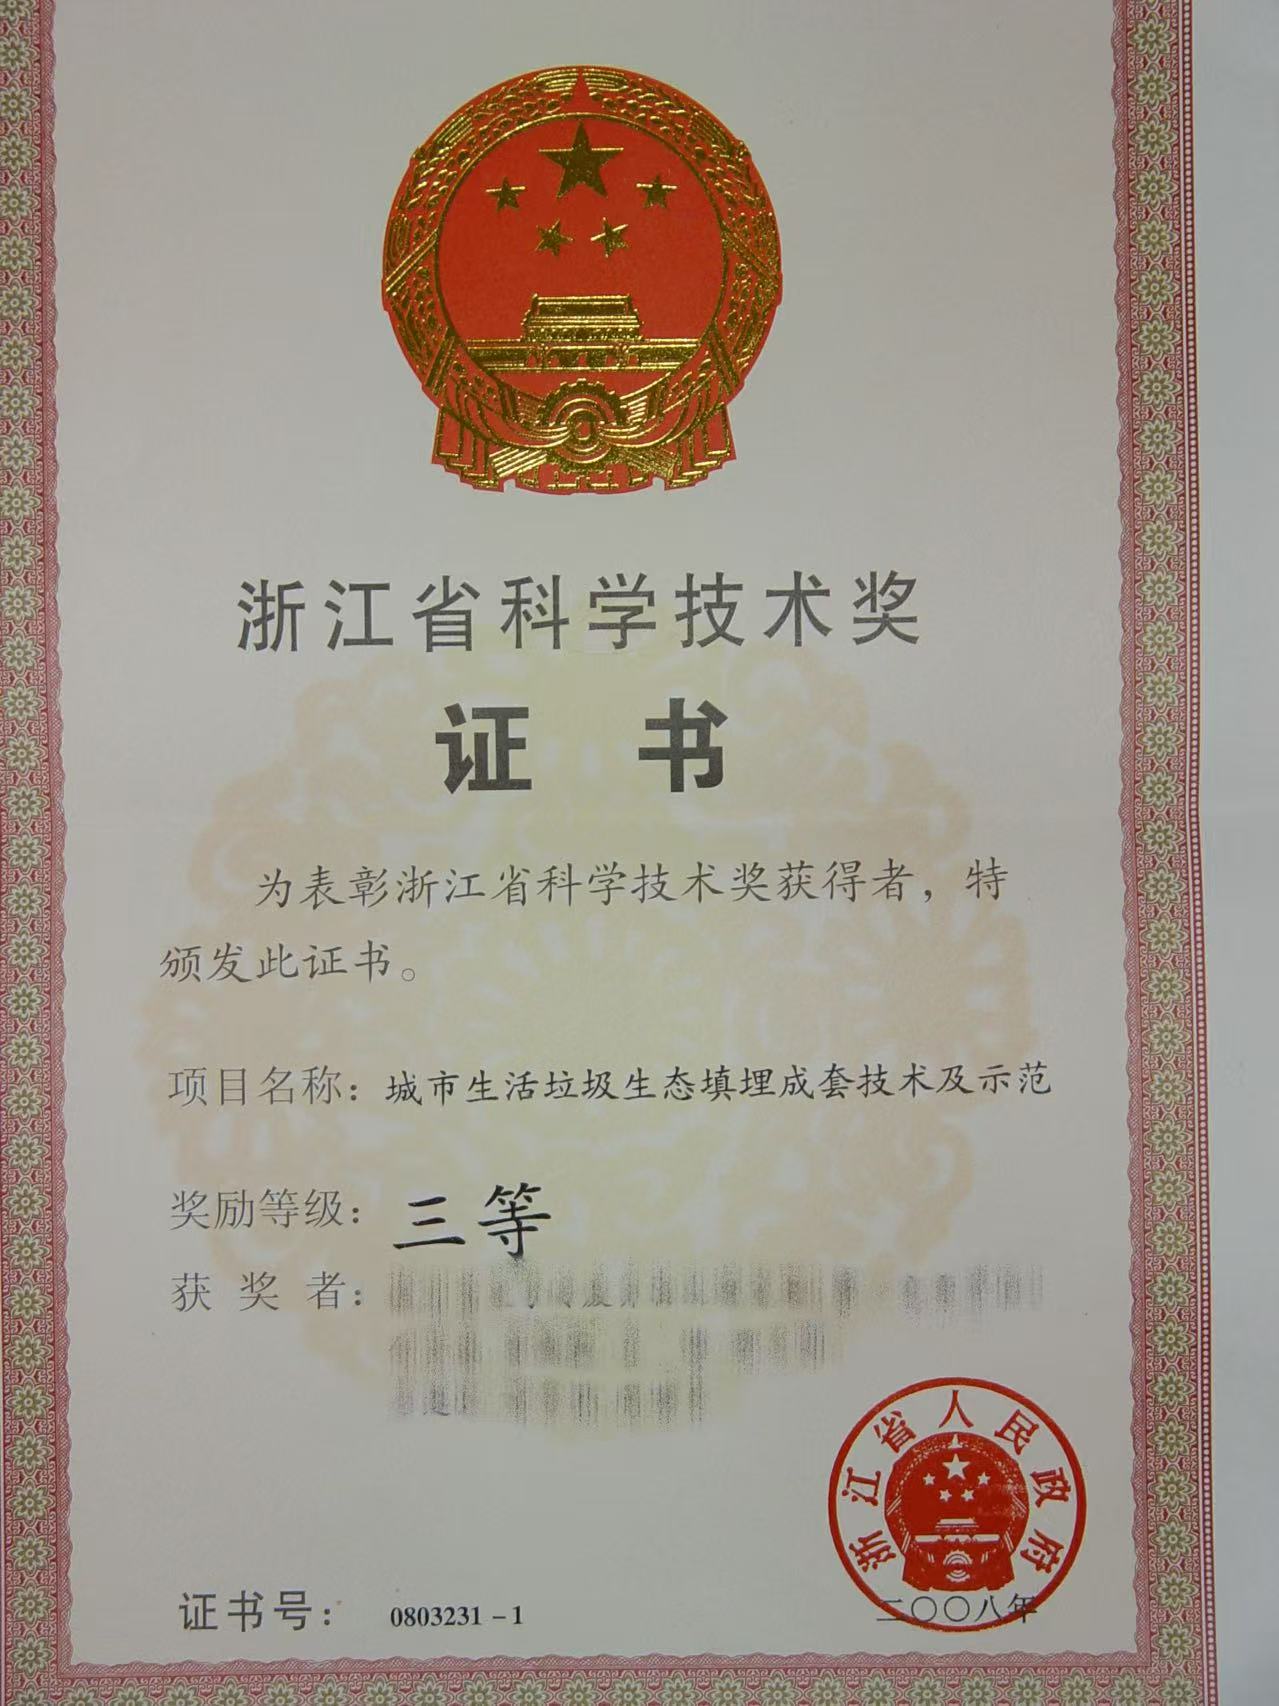 浙江省科学技术奖
证 书
为表彰浙江省科学技术奖获得者，特
颁发此证书。
项目名称：城市生活垃圾生态填埋成套技术及示范
奖励等级：三等
获 奖 者：
浙江省人民政府
二〇〇八年
证书号：0803231-1